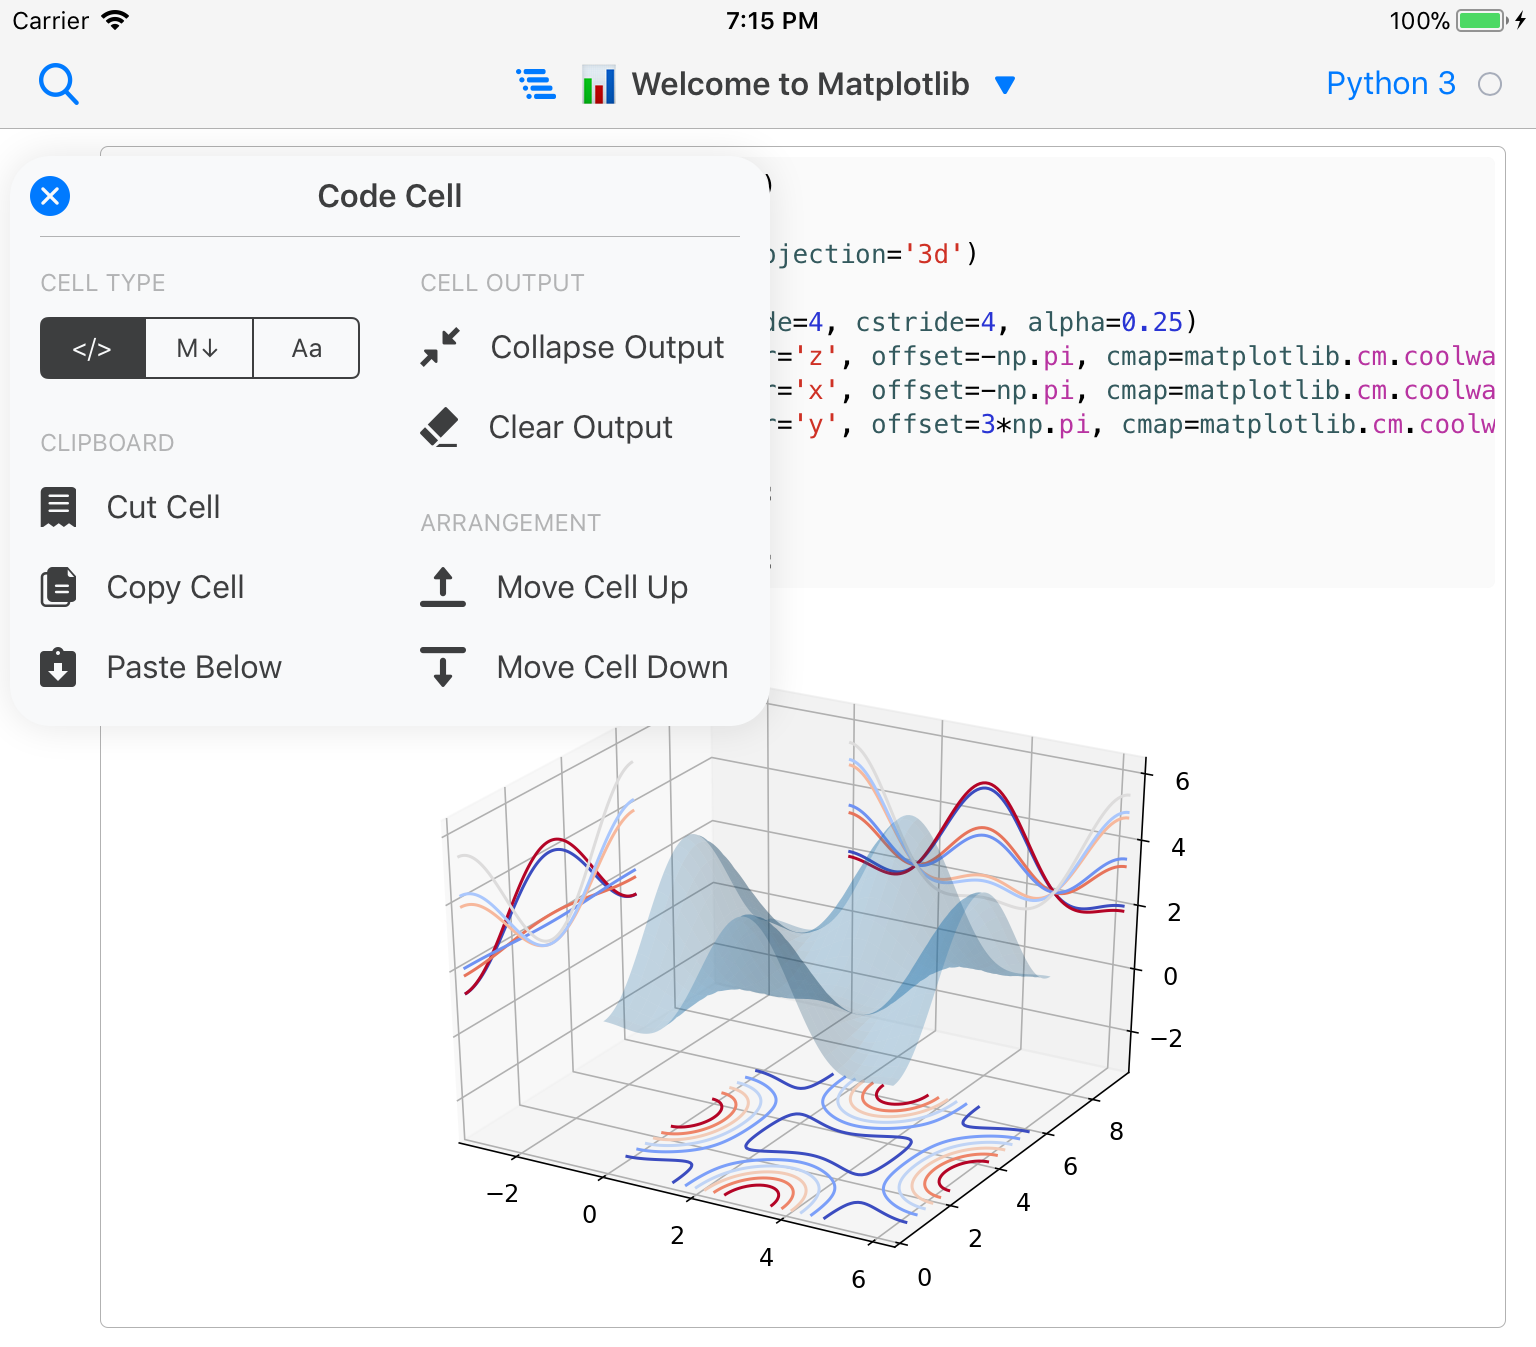 Carrier 7:15 PM 100%
Welcome to Matplotlib Python 3
Code Cell
CELL TYPE
</> M↓ Aa
CLIPBOARD
Cut Cell
Copy Cell
Paste Below
CELL OUTPUT
Collapse Output
Clear Output
ARRANGEMENT
Move Cell Up
Move Cell Down
)
ojection='3d')
de=4, cstride=4, alpha=0.25)
r='z', offset=-np.pi, cmap=matplotlib.cm.coolwa
r='x', offset=-np.pi, cmap=matplotlib.cm.coolwa
r='y', offset=3*np.pi, cmap=matplotlib.cm.coolw
6
4
2
0
−2
8
6
4
2
0
−2
0
2
4
6